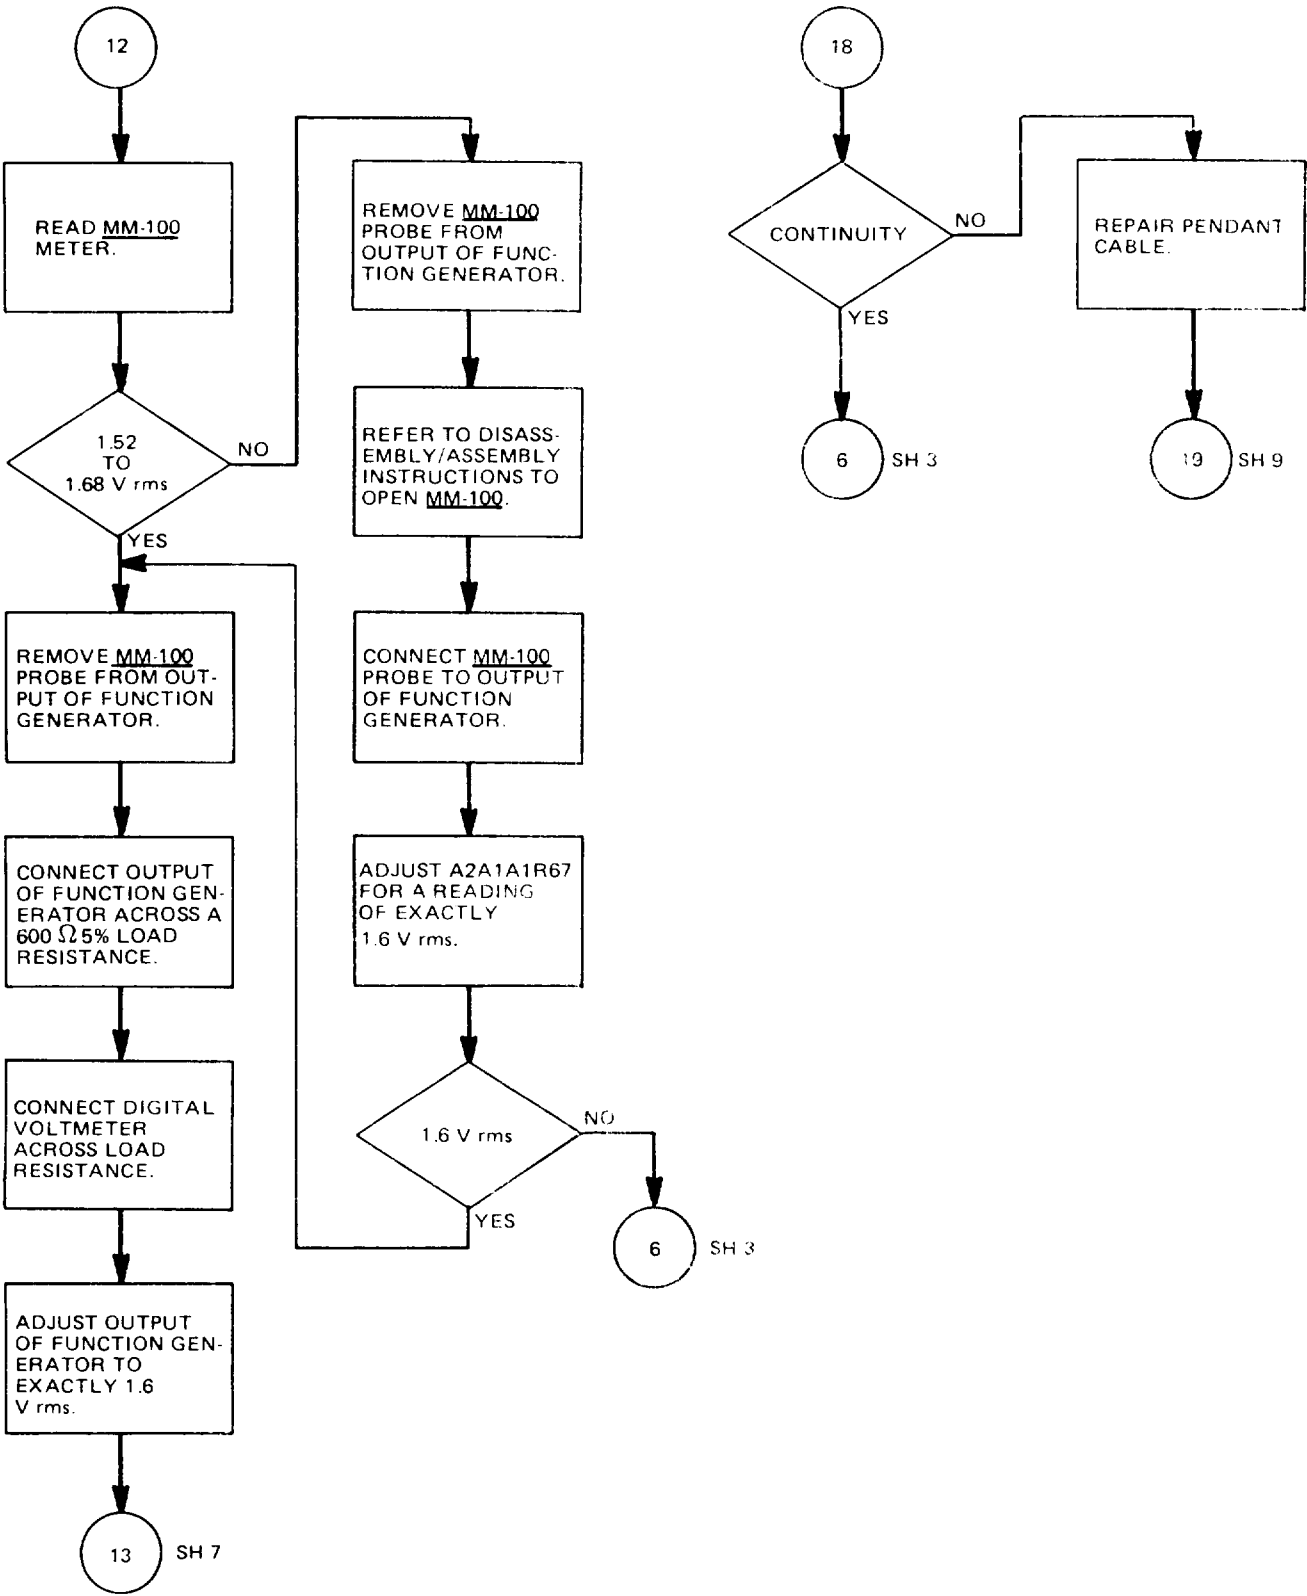 12
READ MM-100
METER.
1.52
TO
1.68 V rms
NO
YES
REMOVE MM-100
PROBE FROM OUT-
PUT OF FUNCTION
GENERATOR.
CONNECT OUTPUT
OF FUNCTION GEN-
ERATOR ACROSS A
600 Ω 5% LOAD
RESISTANCE.
CONNECT DIGITAL
VOLTMETER
ACROSS LOAD
RESISTANCE.
ADJUST OUTPUT
OF FUNCTION GEN-
ERATOR TO
EXACTLY 1.6
V rms.
13
SH 7
REMOVE MM-100
PROBE FROM
OUTPUT OF FUNC-
TION GENERATOR.
REFER TO DISAS-
EMBLY/ASSEMBLY
INSTRUCTIONS TO
OPEN MM-100.
CONNECT MM-100
PROBE TO OUTPUT
OF FUNCTION
GENERATOR.
ADJUST A2A1A1R67
FOR A READING
OF EXACTLY
1.6 V rms.
1.6 V rms
NO
YES
6
SH 3
18
CONTINUITY
NO
YES
6
SH 3
REPAIR PENDANT
CABLE.
19
SH 9